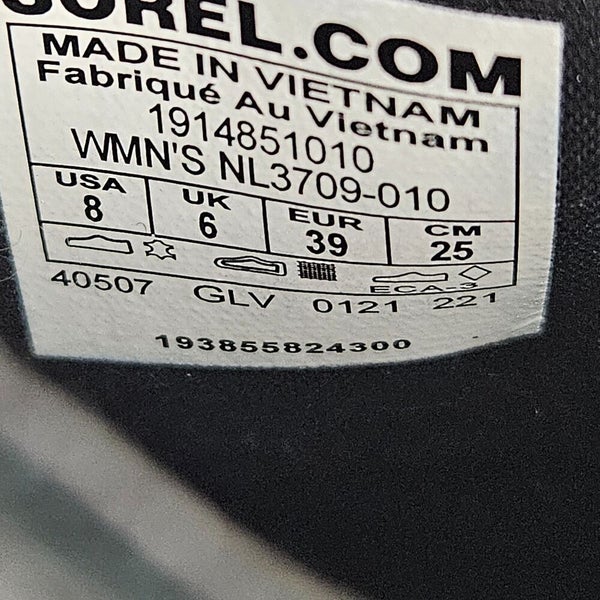 SOREL.COM
MADE IN VIETNAM
Fabriqué Au Vietnam
1914851010
WMN'S NL3709-010
USA UK EUR CM
8 6 39 25
ECA-3
40507 GLV 0121 221
193855824300